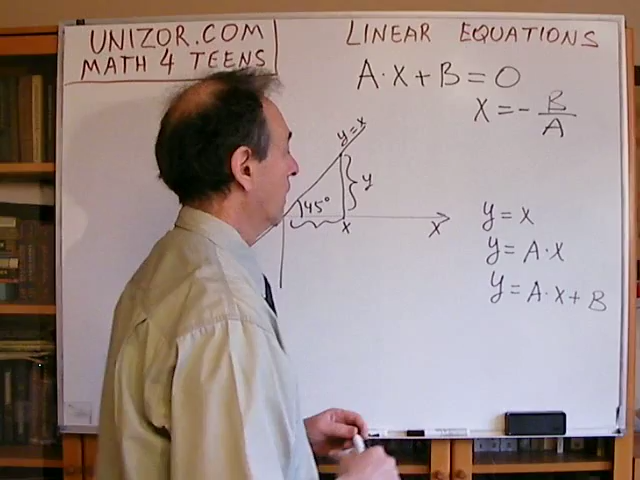 UNIZOR.COM
MATH 4 TEENS
LINEAR EQUATIONS
A·X+B=0
X=-B/A
y=x
y
45°
x
X
y=x
y=A·X
y=A·X+B